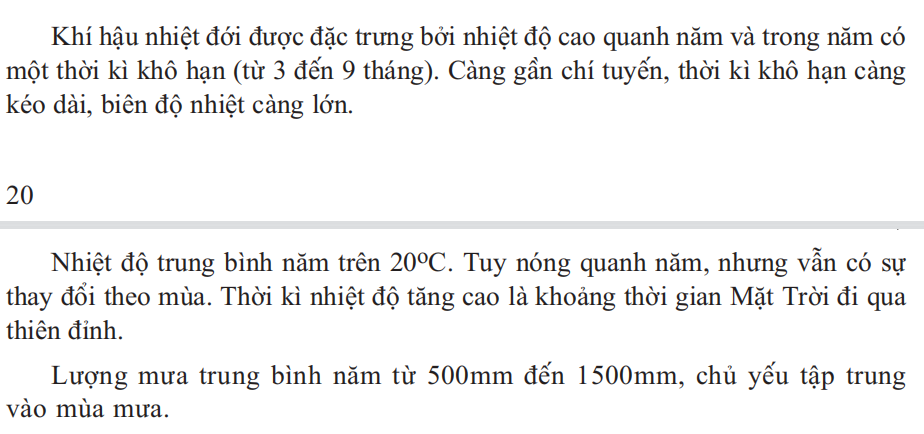 Khí hậu nhiệt đới được đặc trưng bởi nhiệt độ cao quanh năm và trong năm có
một thời kì khô hạn (từ 3 đến 9 tháng). Càng gần chí tuyến, thời kì khô hạn càng
kéo dài, biên độ nhiệt càng lớn.
20
Nhiệt độ trung bình năm trên 20ºC. Tuy nóng quanh năm, nhưng vẫn có sự
thay đổi theo mùa. Thời kì nhiệt độ tăng cao là khoảng thời gian Mặt Trời đi qua
thiên đỉnh.
Lượng mưa trung bình năm từ 500mm đến 1500mm, chủ yếu tập trung
vào mùa mưa.